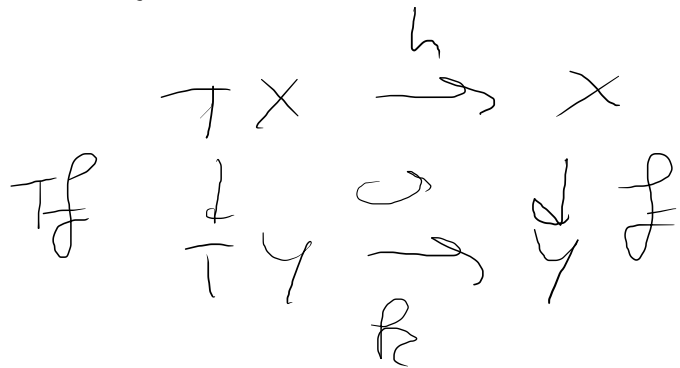 h
TX → X
Tf ↓ ↻ ↓ f
TY → Y
k